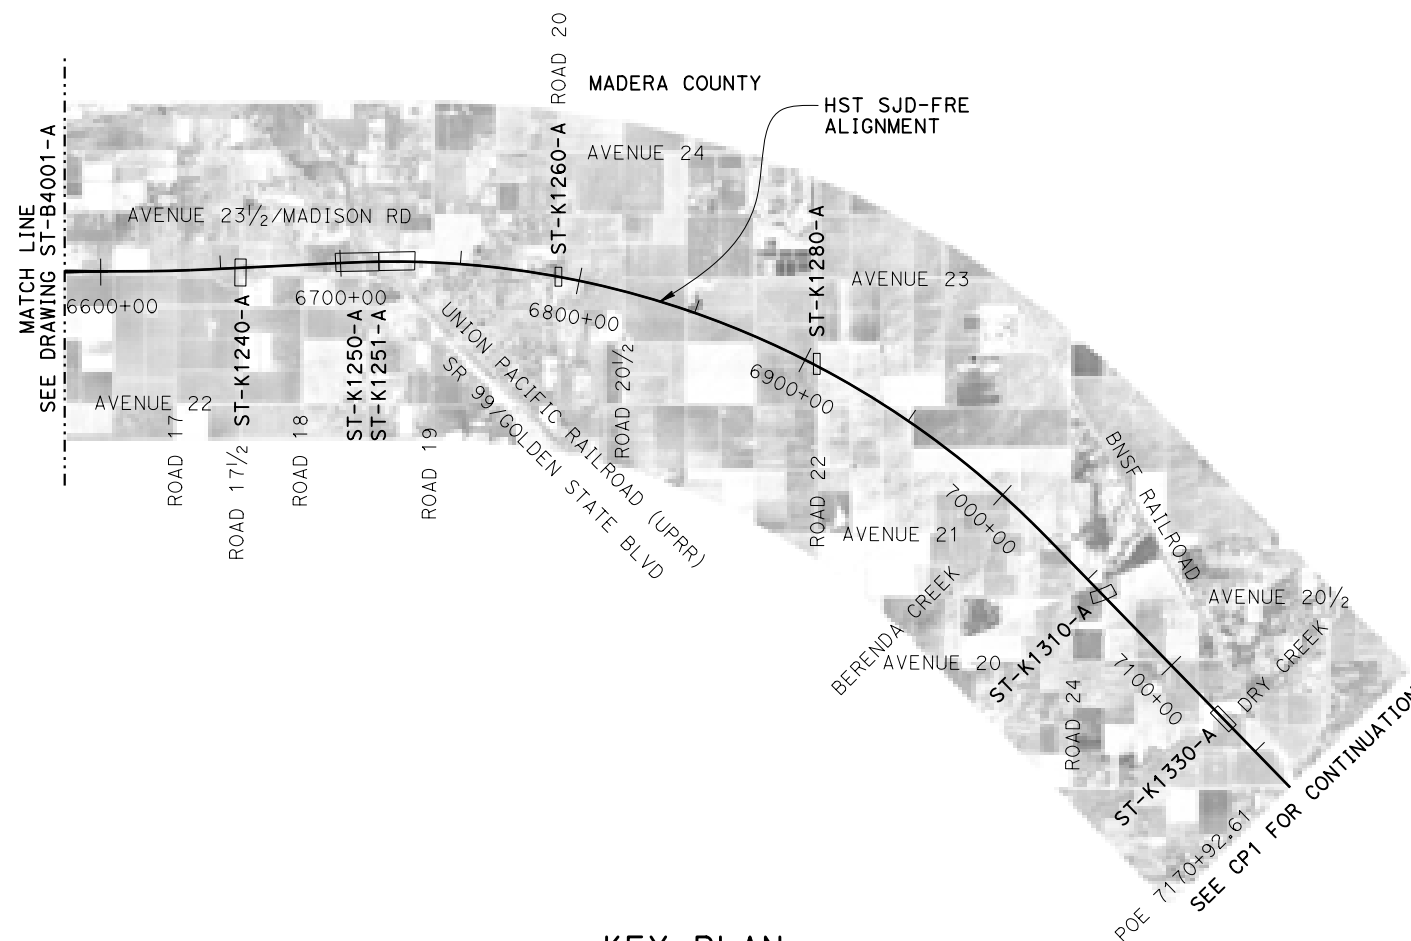 ROAD 20
MADERA COUNTY
HST SJD-FRE
ALIGNMENT
MATCH LINE
SEE DRAWING ST-B4001-A
AVENUE 24
ST-K1260-A
AVENUE 23½/MADISON RD
ST-K1280-A
AVENUE 23
6600+00
6700+00
6800+00
6900+00
7000+00
7100+00
ST-K1240-A
ST-K1250-A
ST-K1251-A
AVENUE 22
ROAD 17
ROAD 17½
ROAD 18
ROAD 19
UNION PACIFIC RAILROAD (UPRR)
SR 99/GOLDEN STATE BLVD
ROAD 20½
ROAD 22
AVENUE 21
BNSF RAILROAD
AVENUE 20½
BERENDA CREEK
AVENUE 20
ST-K1310-A
DRY CREEK
ROAD 24
ST-K1330-A
POE 7170+92.61
SEE CP1 FOR CONTINUATION
KEY PLAN